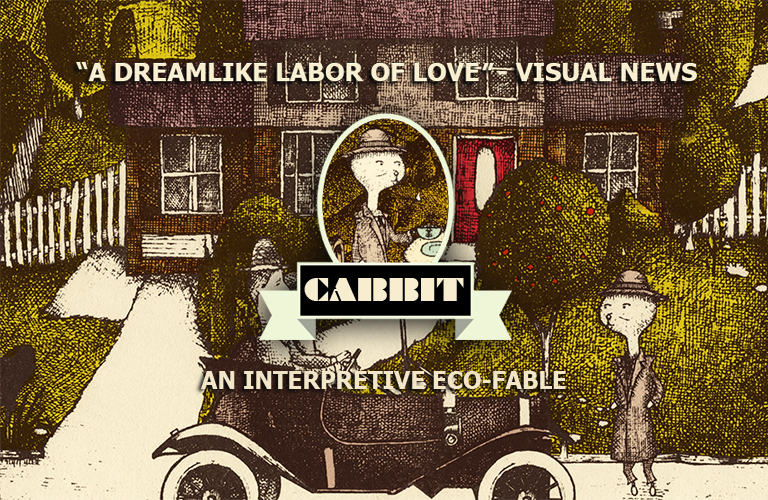 “A DREAMLIKE LABOR OF LOVE” - VISUAL NEWS
CABBIT
AN INTERPRETIVE ECO-FABLE